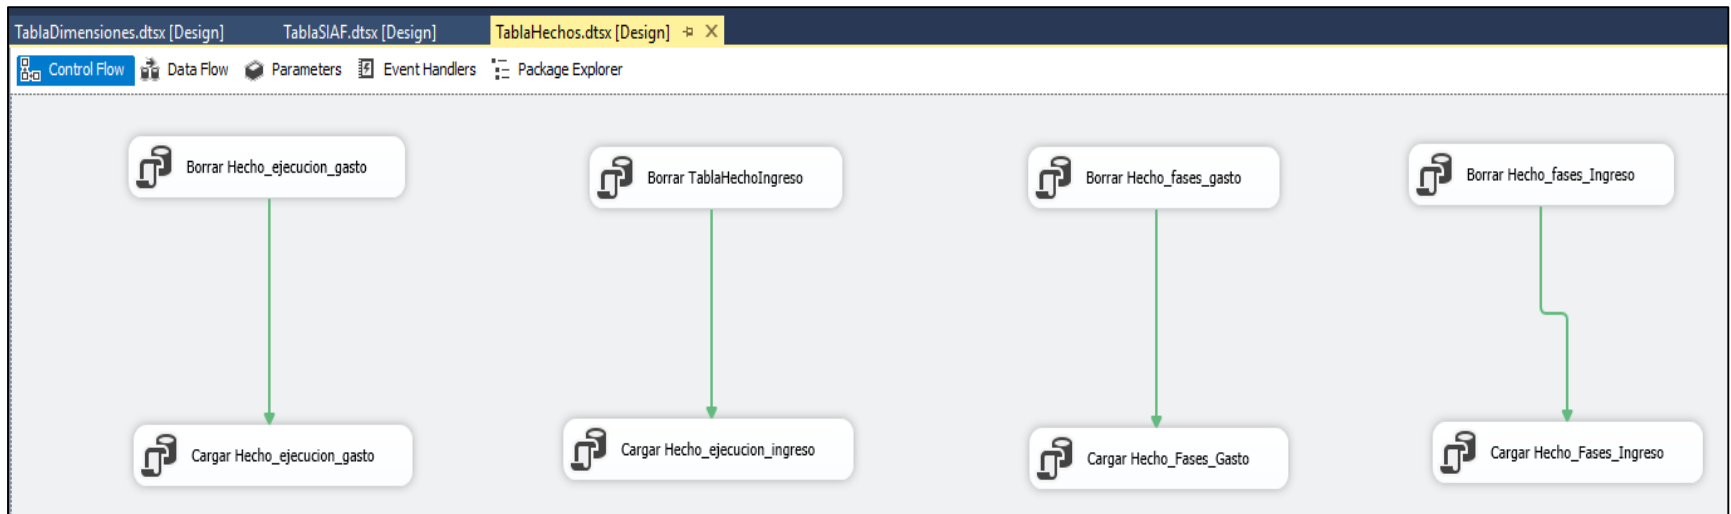 TablaDimensiones.dtsx [Design] TablaSIAF.dtsx [Design] TablaHechos.dtsx [Design]
Control Flow Data Flow Parameters Event Handlers Package Explorer
Borrar Hecho_ejecucion_gasto
Borrar TablaHechoIngreso
Borrar Hecho_fases_gasto
Borrar Hecho_fases_Ingreso
Cargar Hecho_ejecucion_gasto
Cargar Hecho_ejecucion_ingreso
Cargar Hecho_Fases_Gasto
Cargar Hecho_Fases_Ingreso